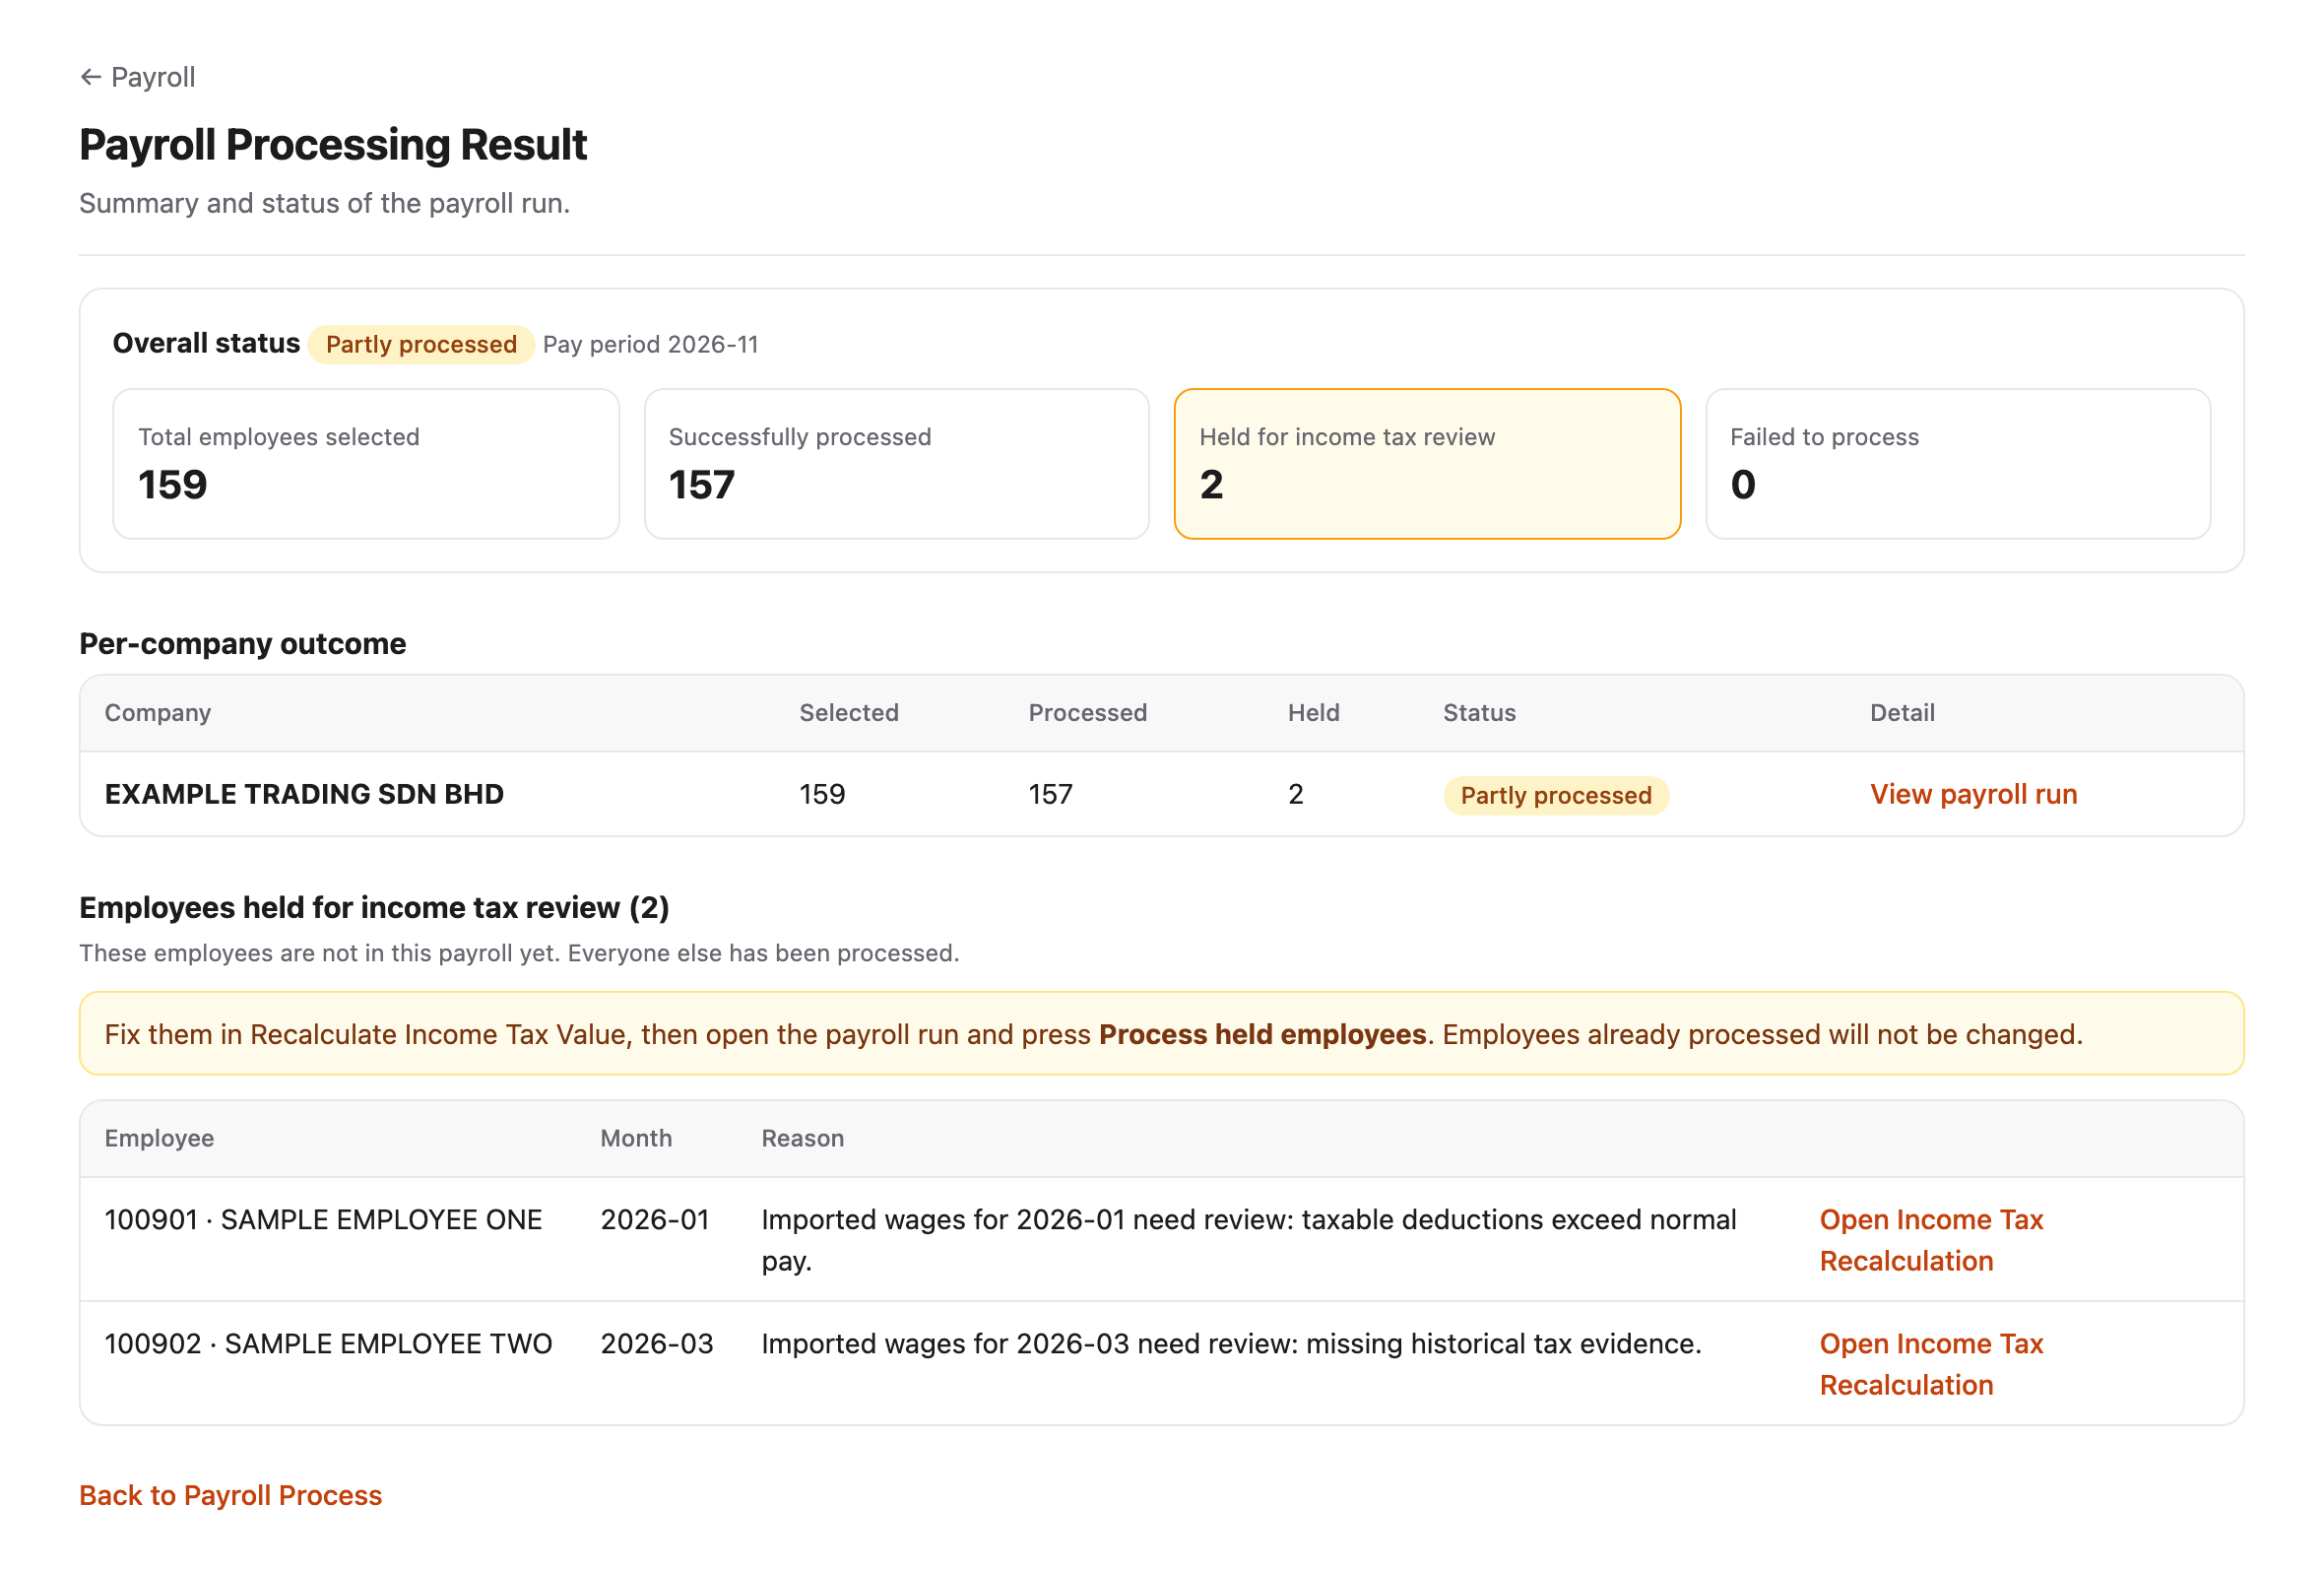 ← Payroll
Payroll Processing Result
Summary and status of the payroll run.
Overall status Partly processed Pay period 2026-11
Total employees selected
159
Successfully processed
157
Held for income tax review
2
Failed to process
0
Per-company outcome
Company Selected Processed Held Status Detail
EXAMPLE TRADING SDN BHD 159 157 2 Partly processed View payroll run
Employees held for income tax review (2)
These employees are not in this payroll yet. Everyone else has been processed.
Fix them in Recalculate Income Tax Value, then open the payroll run and press Process held employees. Employees already processed will not be changed.
Employee Month Reason
100901 · SAMPLE EMPLOYEE ONE 2026-01 Imported wages for 2026-01 need review: taxable deductions exceed normal
pay.
Open Income Tax
Recalculation
100902 · SAMPLE EMPLOYEE TWO 2026-03 Imported wages for 2026-03 need review: missing historical tax evidence.
Open Income Tax
Recalculation
Back to Payroll Process